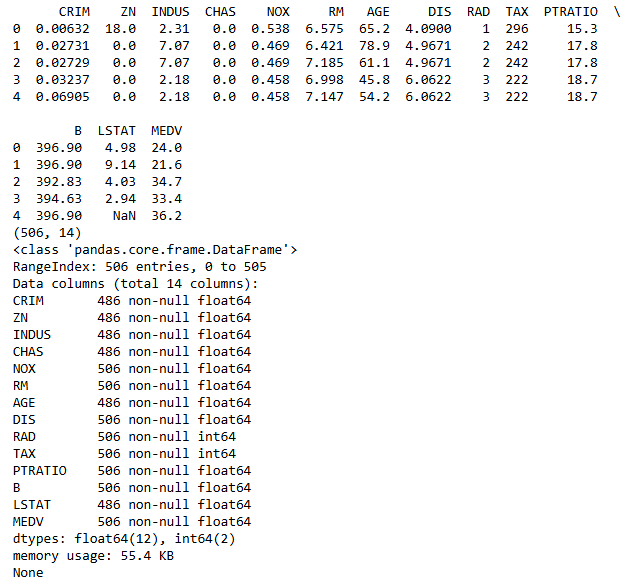 CRIM    ZN  INDUS  CHAS    NOX     RM   AGE     DIS  RAD  TAX  PTRATIO  \
0  0.00632  18.0   2.31   0.0  0.538  6.575  65.2  4.0900    1  296     15.3
1  0.02731   0.0   7.07   0.0  0.469  6.421  78.9  4.9671    2  242     17.8
2  0.02729   0.0   7.07   0.0  0.469  7.185  61.1  4.9671    2  242     17.8
3  0.03237   0.0   2.18   0.0  0.458  6.998  45.8  6.0622    3  222     18.7
4  0.06905   0.0   2.18   0.0  0.458  7.147  54.2  6.0622    3  222     18.7

        B  LSTAT  MEDV
0  396.90   4.98  24.0
1  396.90   9.14  21.6
2  392.83   4.03  34.7
3  394.63   2.94  33.4
4  396.90    NaN  36.2
(506, 14)
<class 'pandas.core.frame.DataFrame'>
RangeIndex: 506 entries, 0 to 505
Data columns (total 14 columns):
CRIM       486 non-null float64
ZN         486 non-null float64
INDUS      486 non-null float64
CHAS       486 non-null float64
NOX        506 non-null float64
RM         506 non-null float64
AGE        486 non-null float64
DIS        506 non-null float64
RAD        506 non-null int64
TAX        506 non-null int64
PTRATIO    506 non-null float64
B          506 non-null float64
LSTAT      486 non-null float64
MEDV       506 non-null float64
dtypes: float64(12), int64(2)
memory usage: 55.4 KB
None